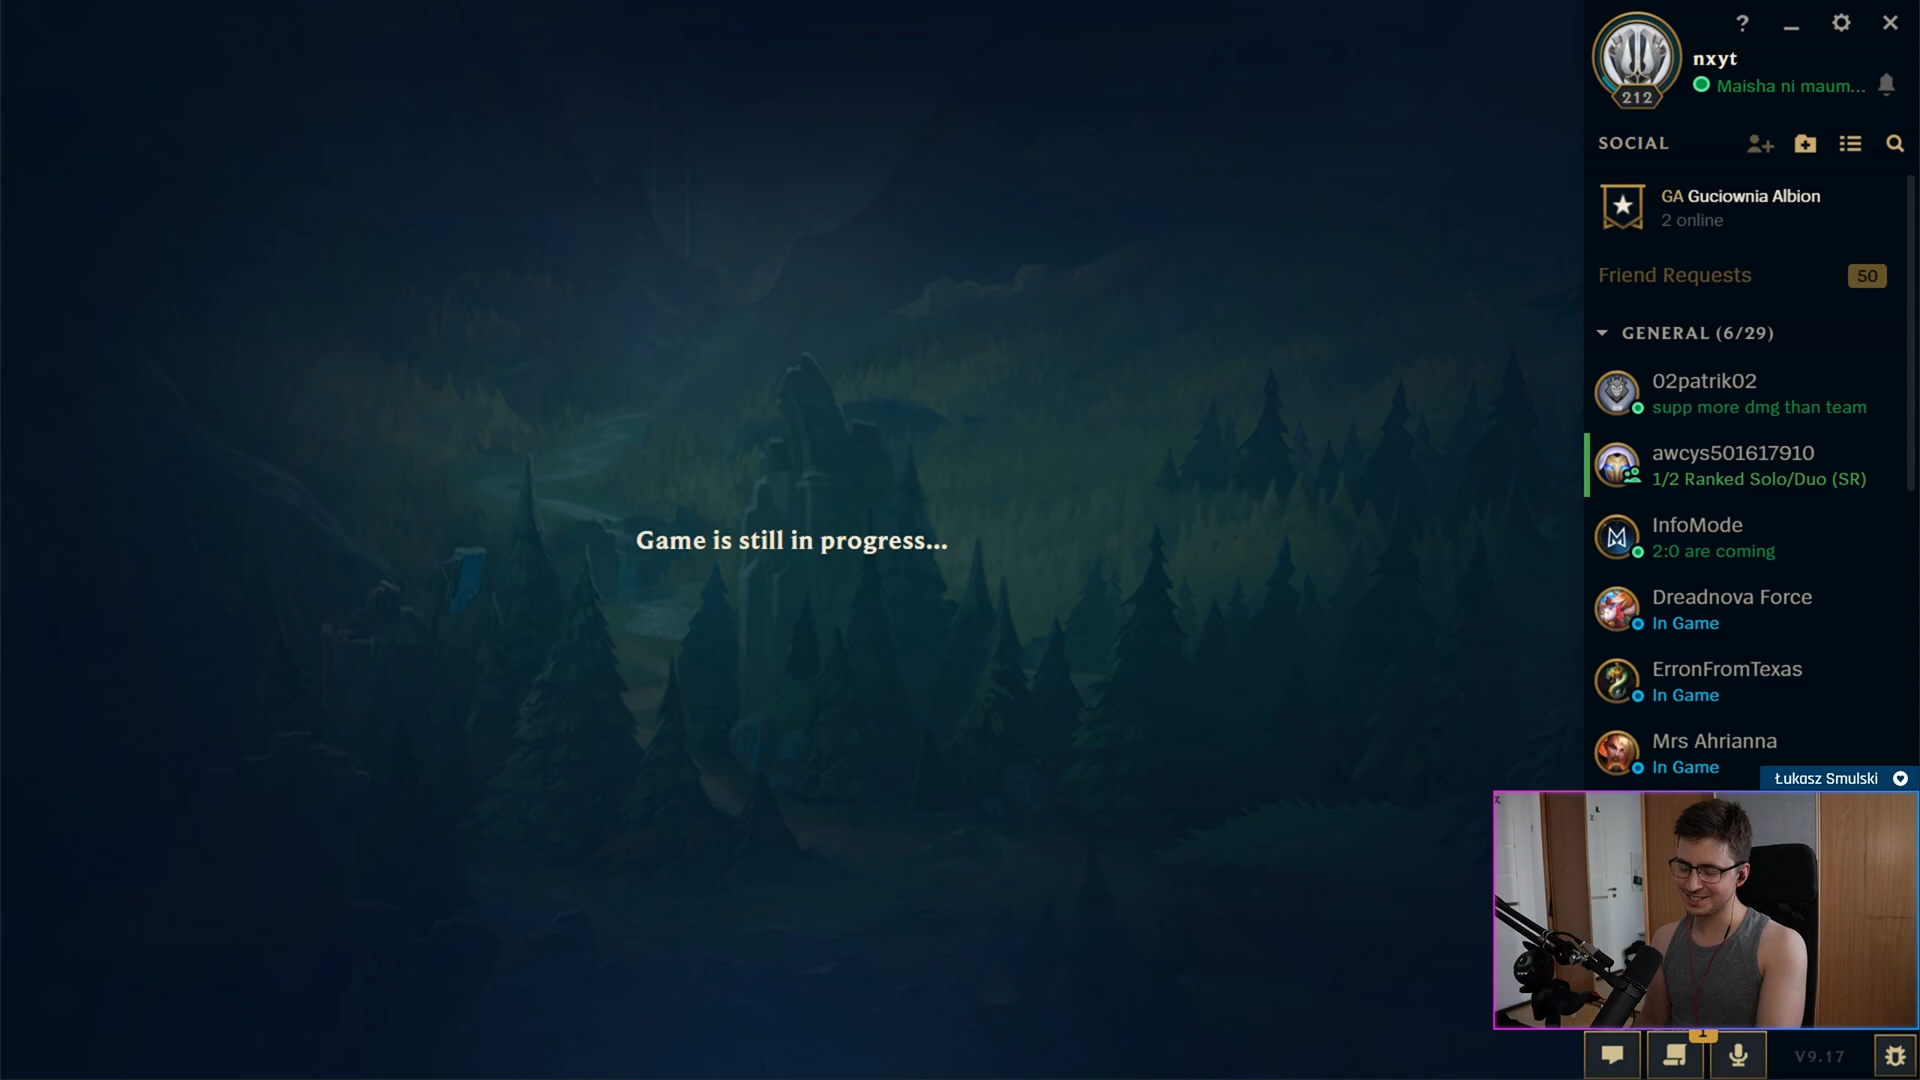 ?
nxyt
Maisha ni maum...
212
SOCIAL
GA Guciownia Albion
2 online
Friend Requests
50
GENERAL (6/29)
02patrik02
supp more dmg than team
awcys501617910
1/2 Ranked Solo/Duo (SR)
InfoMode
2:0 are coming
Game is still in progress...
Dreadnova Force
In Game
ErronFromTexas
In Game
Mrs Ahrianna
In Game
Łukasz Smulski
1
V9.17